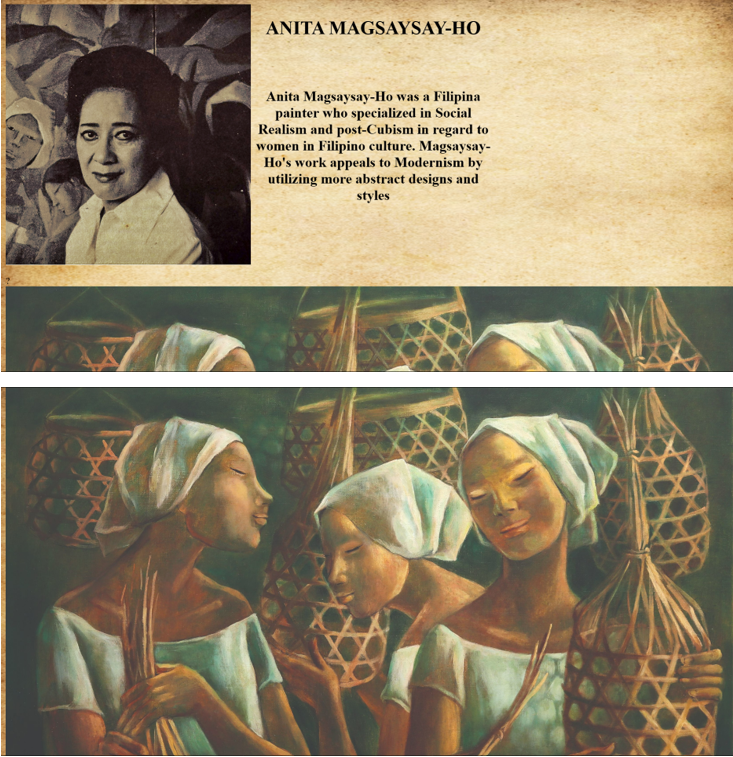 ANITA MAGSAYSAY-HO
Anita Magsaysay-Ho was a Filipina
painter who specialized in Social
Realism and post-Cubism in regard to
women in Filipino culture. Magsaysay-
Ho's work appeals to Modernism by
utilizing more abstract designs and
styles